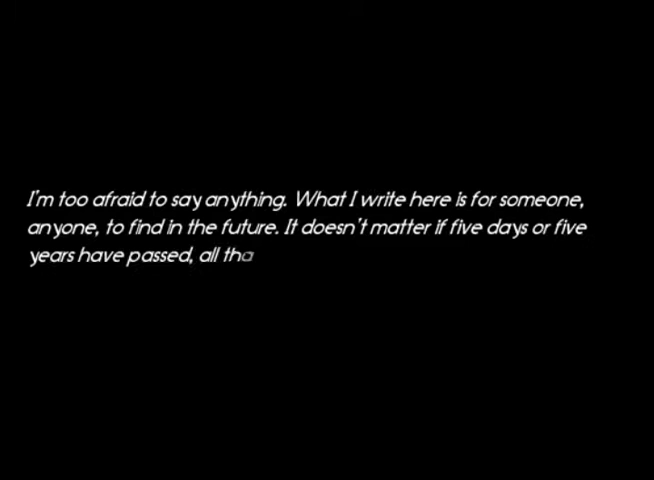 I'm too afraid to say anything. What I write here is for someone,
anyone, to find in the future. It doesn't matter if five days or five
years have passed, all tha